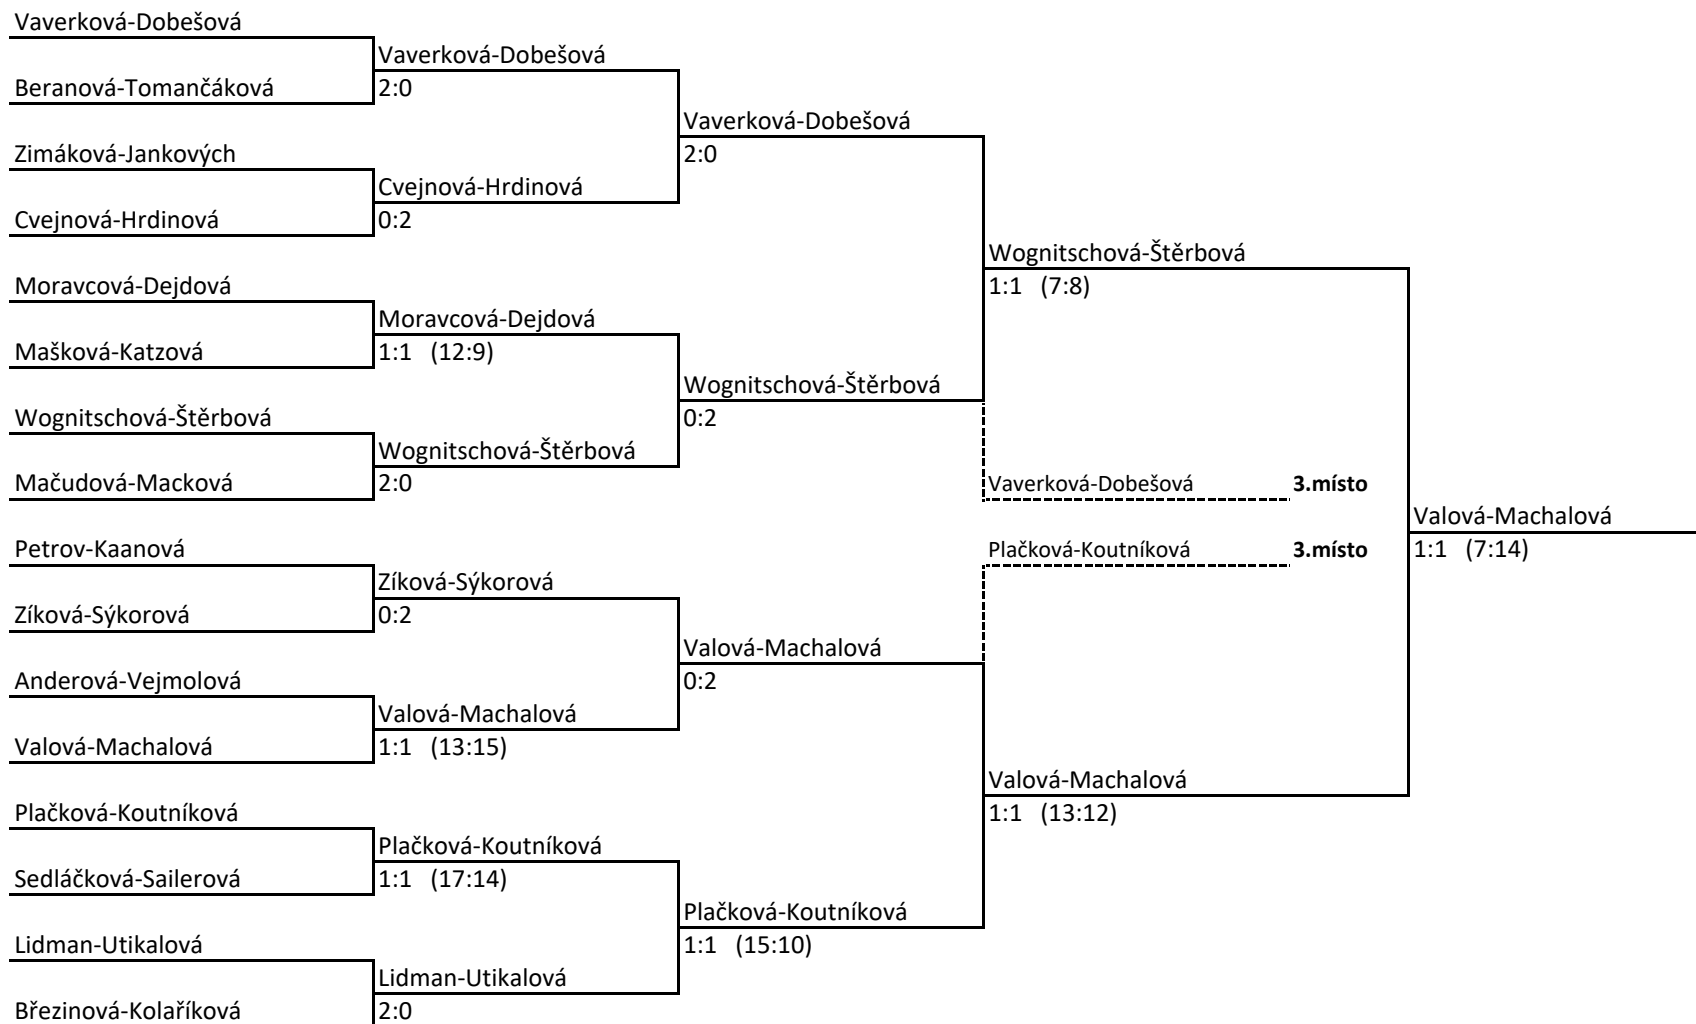 Vaverková-Dobešová
Vaverková-Dobešová
Beranová-Tomančáková
2:0
Vaverková-Dobešová
Zimáková-Jankových
2:0
Cvejnová-Hrdinová
Cvejnová-Hrdinová
0:2
Wognitschová-Štěrbová
Moravcová-Dejdová
1:1 (7:8)
Moravcová-Dejdová
Mašková-Katzová
1:1 (12:9)
Wognitschová-Štěrbová
Wognitschová-Štěrbová
0:2
Wognitschová-Štěrbová
Mačudová-Macková
2:0
Vaverková-Dobešová 3.místo
Valová-Machalová
Petrov-Kaanová
Plačková-Koutníková 3.místo
1:1 (7:14)
Zíková-Sýkorová
Zíková-Sýkorová
0:2
Valová-Machalová
Anderová-Vejmolová
0:2
Valová-Machalová
Valová-Machalová
1:1 (13:15)
Valová-Machalová
Plačková-Koutníková
1:1 (13:12)
Plačková-Koutníková
Sedláčková-Sailerová
1:1 (17:14)
Plačková-Koutníková
Lidman-Utikalová
1:1 (15:10)
Lidman-Utikalová
Březinová-Kolaříková
2:0